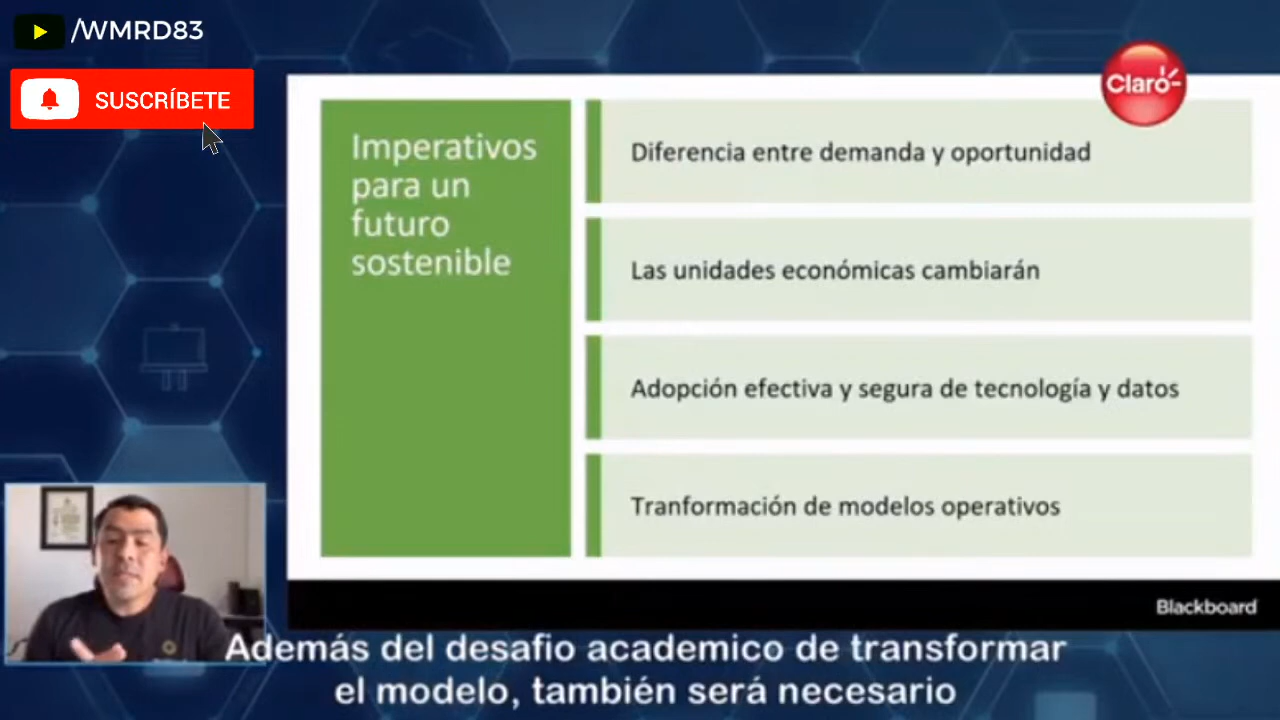 /WMRD83
SUSCRÍBETE
Claro
Imperativos
para un
futuro
sostenible
Diferencia entre demanda y oportunidad
Las unidades económicas cambiarán
Adopción efectiva y segura de tecnología y datos
Tranformación de modelos operativos
Blackboard
Además del desafio academico de transformar
el modelo, también será necesario